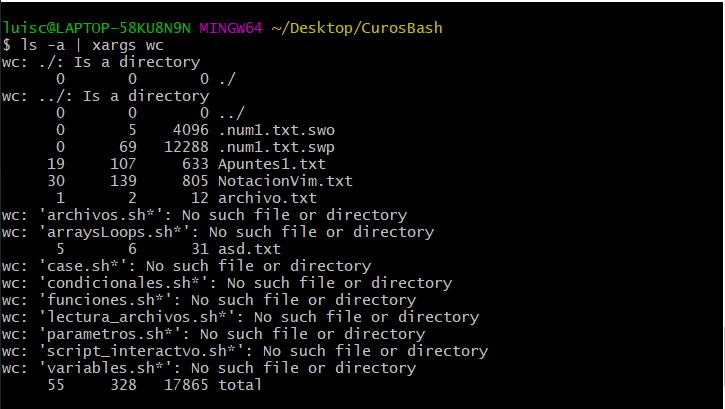 luisc@LAPTOP-58KU8N9N MINGW64 ~/Desktop/CurosBash
$ ls -a | xargs wc
wc: ./: Is a directory
      0       0       0 ./
wc: ../: Is a directory
      0       0       0 ../
      0       5    4096 .num1.txt.swo
      0      69   12288 .num1.txt.swp
     19     107     633 Apuntes1.txt
     30     139     805 NotacionVim.txt
      1       2      12 archivo.txt
wc: 'archivos.sh*': No such file or directory
wc: 'arraysLoops.sh*': No such file or directory
      5       6      31 asd.txt
wc: 'case.sh*': No such file or directory
wc: 'condicionales.sh*': No such file or directory
wc: 'funciones.sh*': No such file or directory
wc: 'lectura_archivos.sh*': No such file or directory
wc: 'parametros.sh*': No such file or directory
wc: 'script_interactvo.sh*': No such file or directory
wc: 'variables.sh*': No such file or directory
     55     328   17865 total